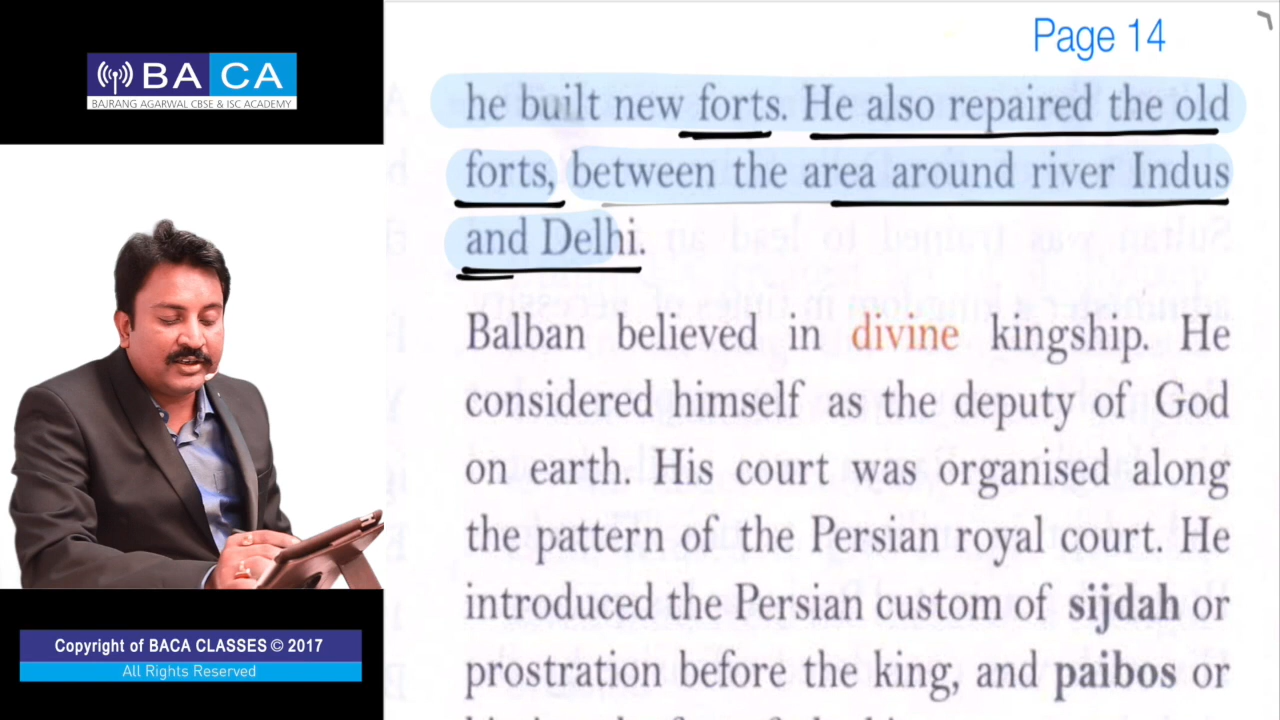 BACA
BAJRANG AGARWAL CBSE & ISC ACADEMY
Page 14
he built new forts. He also repaired the old
forts, between the area around river Indus
and Delhi.
Balban believed in divine kingship. He
considered himself as the deputy of God
on earth. His court was organised along
the pattern of the Persian royal court. He
introduced the Persian custom of sijdah or
prostration before the king, and paibos or
Copyright of BACA CLASSES © 2017
All Rights Reserved